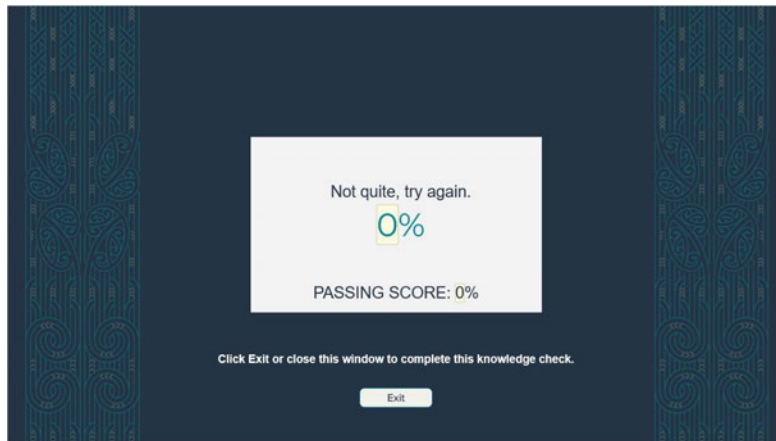 Not quite, try again.
0%
PASSING SCORE: 0%
Click Exit or close this window to complete this knowledge check.
Exit